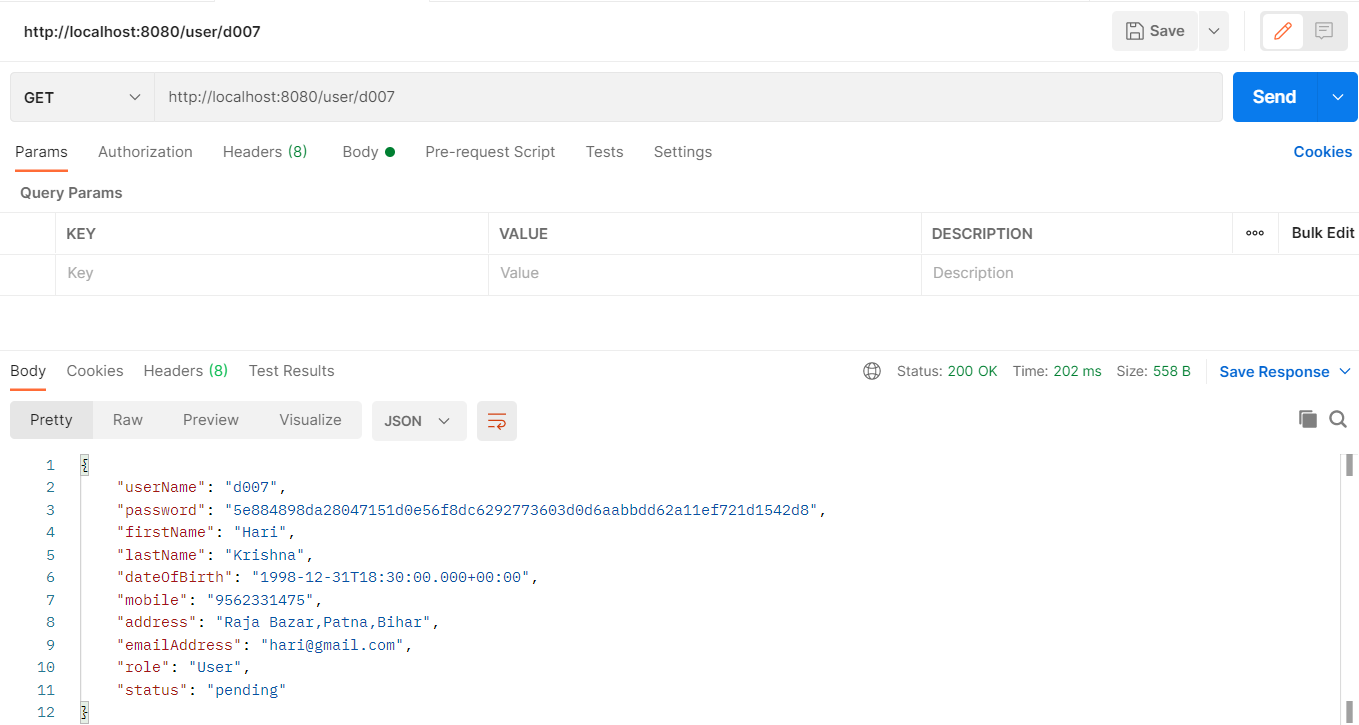 http://localhost:8080/user/d007 Save
GET http://localhost:8080/user/d007 Send
Params Authorization Headers (8) Body Pre-request Script Tests Settings Cookies
Query Params
KEY VALUE DESCRIPTION ooo Bulk Edit
Key Value Description
Body Cookies Headers (8) Test Results Status: 200 OK Time: 202 ms Size: 558 B Save Response
Pretty Raw Preview Visualize JSON
1 {
2 "userName": "d007",
3 "password": "5e884898da28047151d0e56f8dc6292773603d0d6aabbdd62a11ef721d1542d8",
4 "firstName": "Hari",
5 "lastName": "Krishna",
6 "dateOfBirth": "1998-12-31T18:30:00.000+00:00",
7 "mobile": "9562331475",
8 "address": "Raja Bazar,Patna,Bihar",
9 "emailAddress": "hari@gmail.com",
10 "role": "User",
11 "status": "pending"
12 }